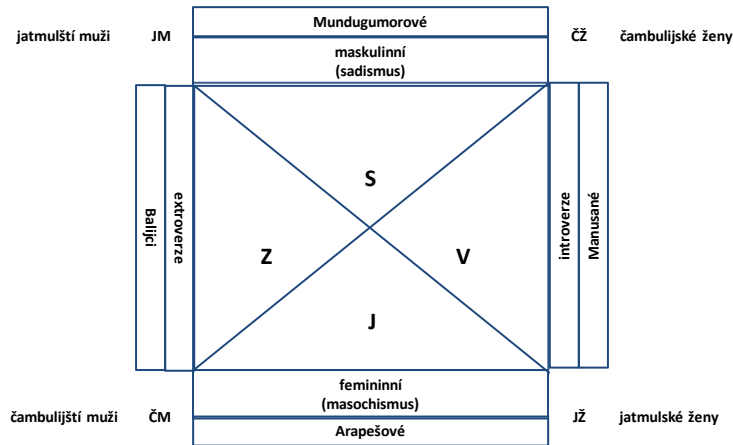 Mundugumorové
jatmulští muži JM ČŽ čambulijské ženy
maskulinní
(sadismus)
S
Balijci
extroverze
Z
V
introverze
Manusané
J
femininní
(masochismus)
čambulijští muži ČM JŽ jatmulské ženy
Arapešové